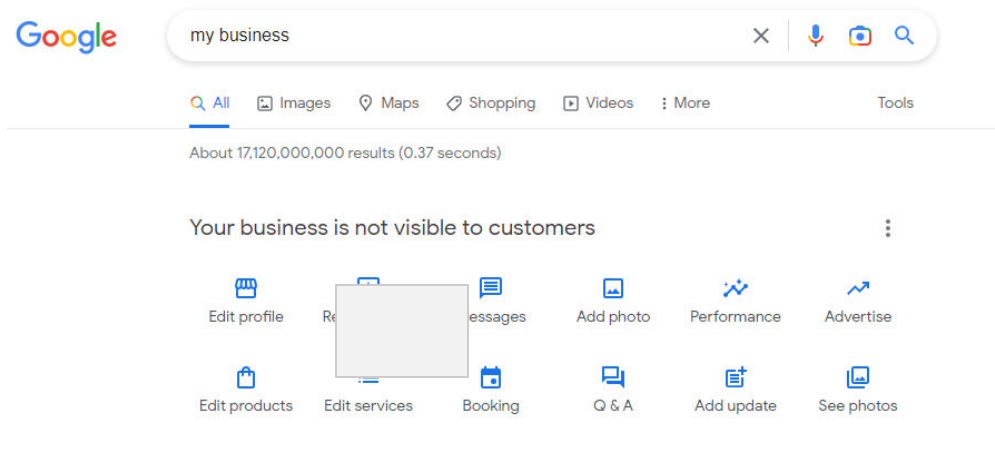 Google
my business
All Images Maps Shopping Videos More Tools
About 17,120,000,000 results (0.37 seconds)
Your business is not visible to customers
Edit profile Add photo Performance Advertise
Edit products Edit services Booking Q & A Add update See photos